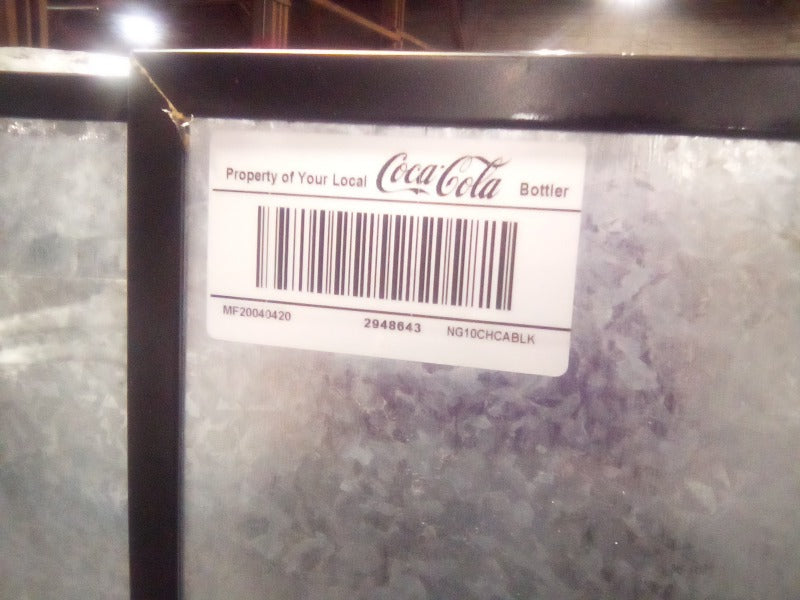 Property of Your Local Coca-Cola Bottler
MF20040420 2948643 NG10CHCABLK